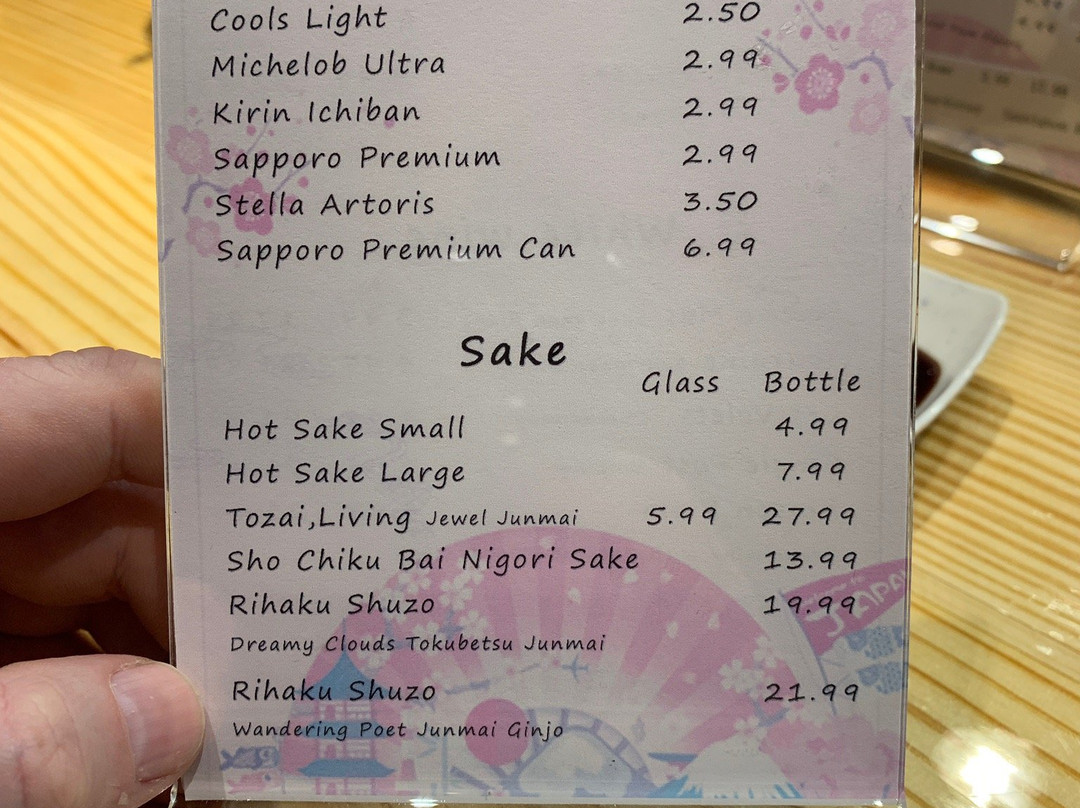 Cools Light 2.50
Michelob Ultra 2.99
Kirin Ichiban 2.99
Sapporo Premium 2.99
Stella Artoris 3.50
Sapporo Premium Can 6.99
Sake
Glass Bottle
Hot Sake Small 4.99
Hot Sake Large 7.99
Tozai,Living Jewel Junmai 5.99 27.99
Sho Chiku Bai Nigori Sake 13.99
Rihaku Shuzo 19.99
Dreamy Clouds Tokubetsu Junmai
Rihaku Shuzo 21.99
Wandering Poet Junmai Ginjo
JAPAN